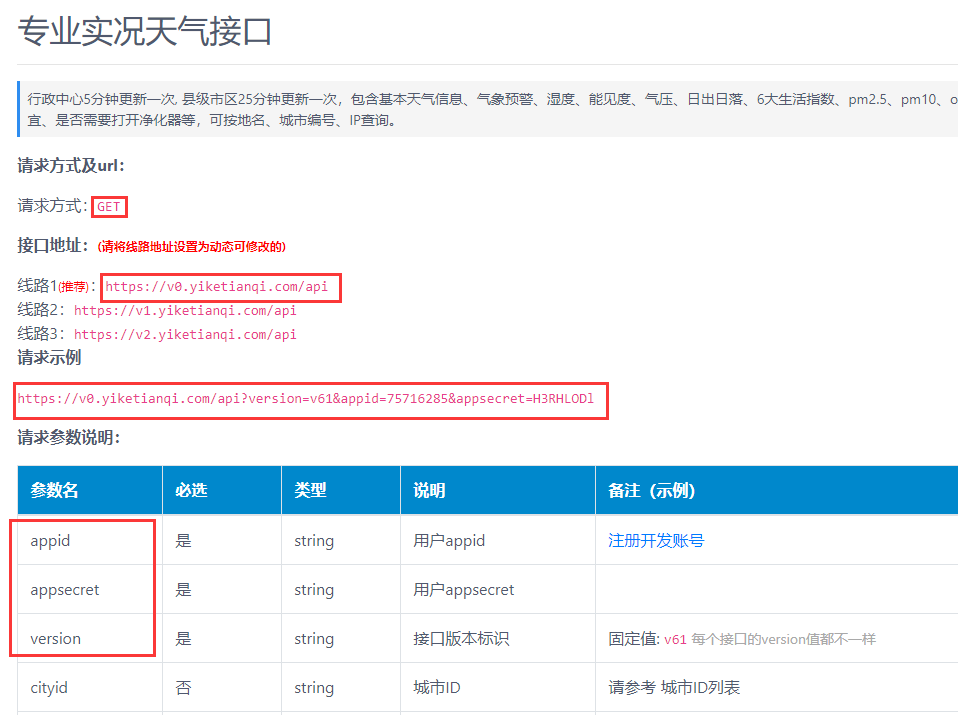 专业实况天气接口
行政中心5分钟更新一次, 县级市区25分钟更新一次，包含基本天气信息、气象预警、湿度、能见度、气压、日出日落、6大生活指数、pm2.5、pm10、o
宜、是否需要打开净化器等，可按地名、城市编号、IP查询。
请求方式及url：
请求方式：GET
接口地址：(请将线路地址设置为动态可修改的)
线路1(推荐)：https://v0.yiketianqi.com/api
线路2：https://v1.yiketianqi.com/api
线路3：https://v2.yiketianqi.com/api
请求示例
https://v0.yiketianqi.com/api?version=v61&appid=75716285&appsecret=H3RHLODl
请求参数说明：
参数名 必选 类型 说明 备注（示例）
appid 是 string 用户appid 注册开发账号
appsecret 是 string 用户appsecret
version 是 string 接口版本标识 固定值: v61 每个接口的version值都不一样
cityid 否 string 城市ID 请参考 城市ID列表